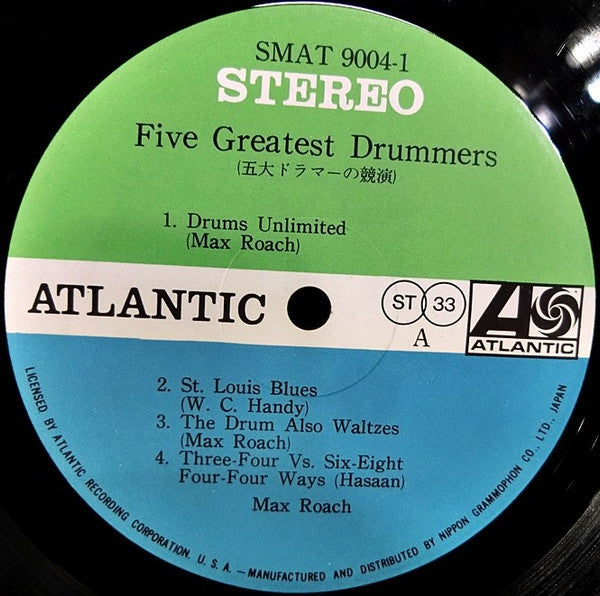 SMAT 9004-1
STEREO
Five Greatest Drummers
(五大ドラマーの競演)
1. Drums Unlimited
(Max Roach)
ATLANTIC
ST 33
A
ATLANTIC
2. St. Louis Blues
(W. C. Handy)
3. The Drum Also Waltzes
(Max Roach)
4. Three-Four Vs. Six-Eight
Four-Four Ways (Hasaan)
Max Roach
LICENSED BY ATLANTIC RECORDING CORPORATION. U. S. A.—MANUFACTURED AND DISTRIBUTED BY NIPPON GRAMMOPHON CO., LTD., JAPAN